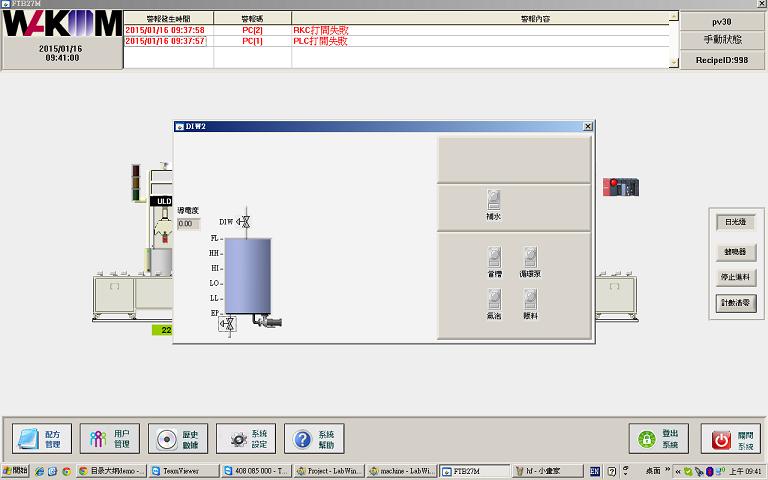 FTB27M
WAKOM
2015/01/16
09:41:00
警報發生時間 警報碼 警報內容
2015/01/16 09:37:58 PC(2) RKC打開失敗
2015/01/16 09:37:57 PC(1) PLC打開失敗
pv30
手動狀態
RecipeID:998
DIW2
ULD
導電度
0.00
DIW
FL
HH
HI
LO
LL
EP
補水
當槽 循環泵
氣泡
22
日光燈
蜂鳴器
停止進料
計數清零
配方管理
用戶管理
歷史數據
系統設定
系統幫助
登出系統
關閉系統
開始
目录大纲demo -...
TeamViewer
408 085 000 - T...
Project - LabWin...
machine - LabWi...
FTB27M
hf - 小畫家
EN
桌面
上午 09:41